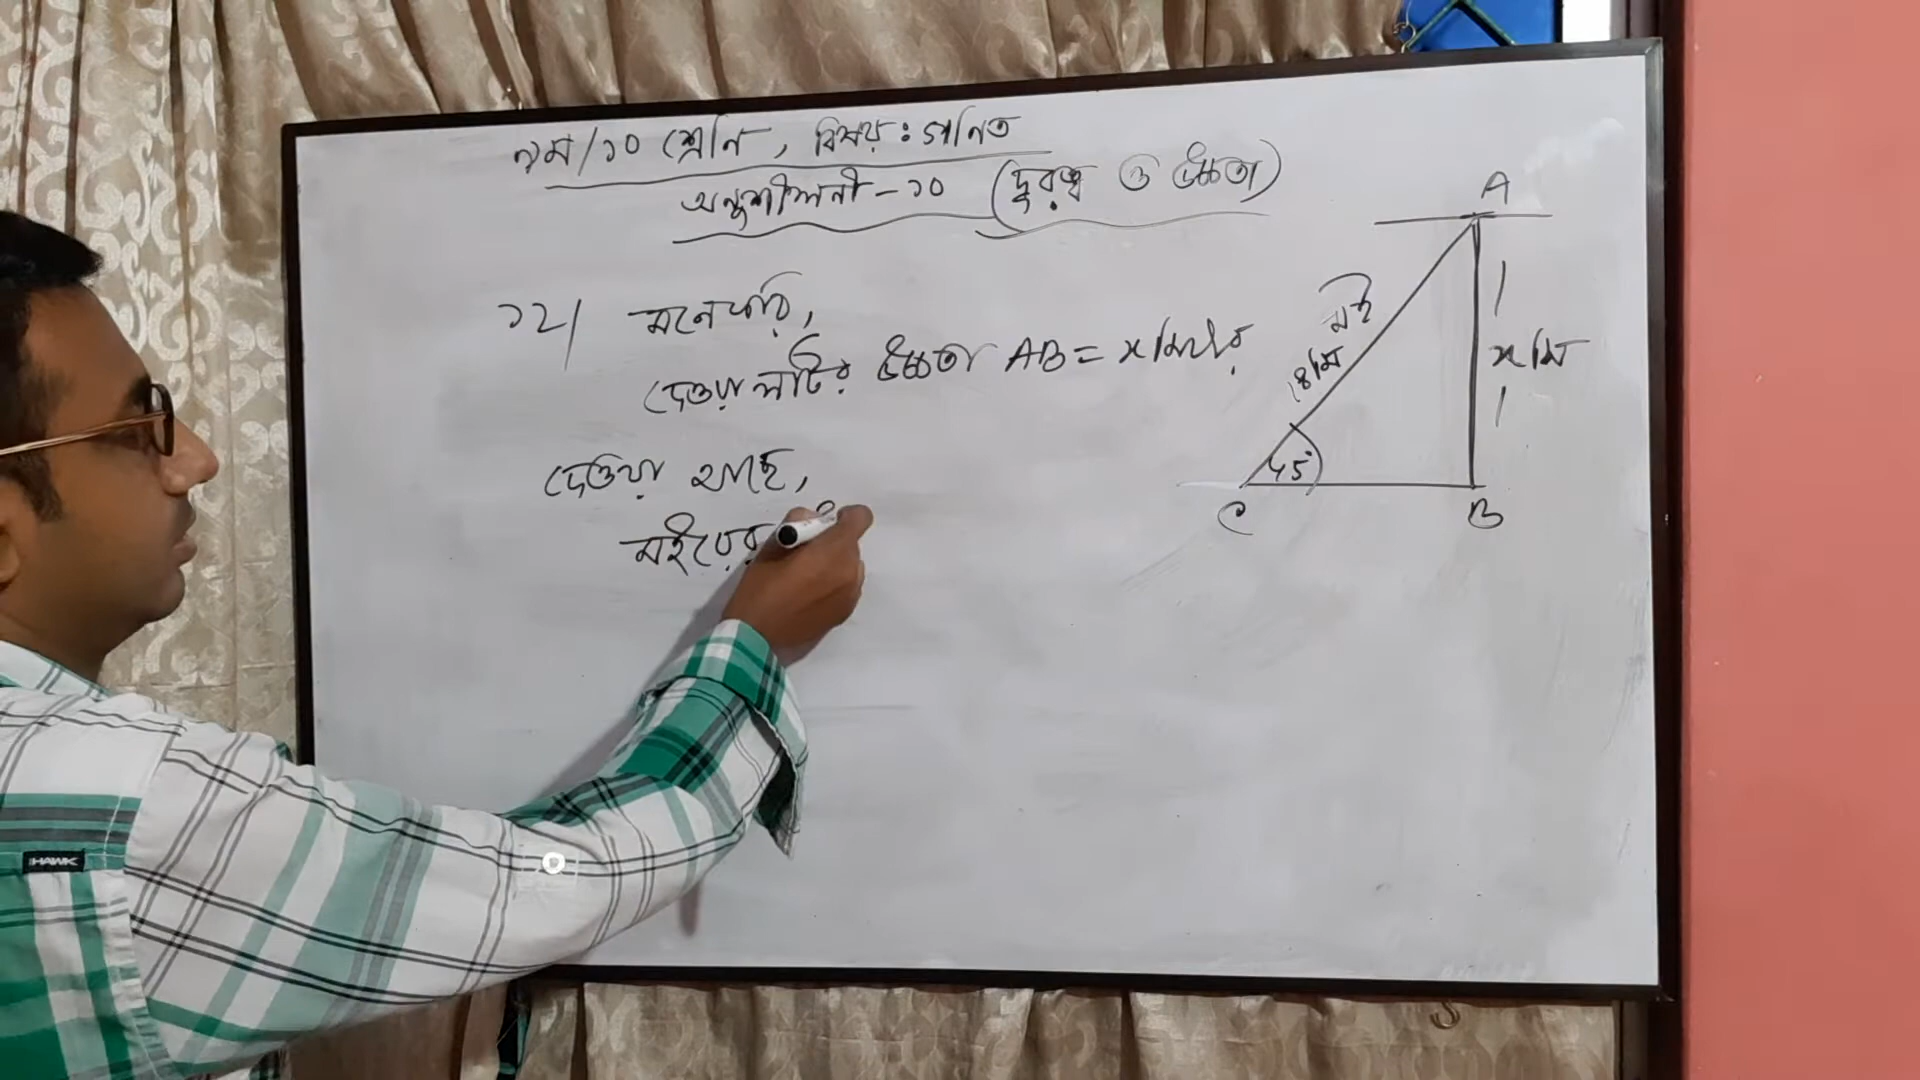 ৯ম/১০ শ্রেণি, বিষয়ঃ গনিত
অনুশীলনী-১০ (দুরত্ব ও উচ্চতা)
১২। মনেকরি,
দেওয়ালটির উচ্চতা AB = x মিটার
দেওয়া আছে,
মইয়ের
A
মই
১৪মি
x মি
45°
C
B
HAWK